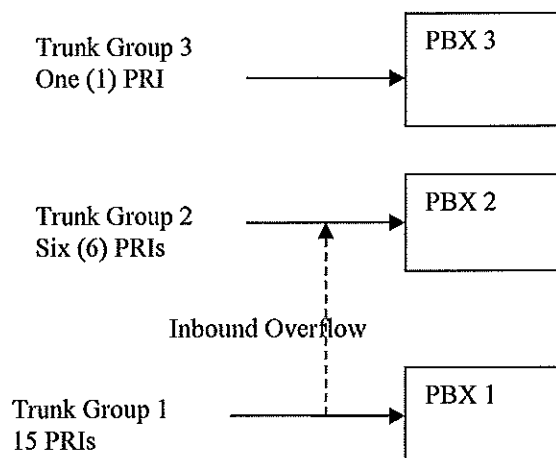 Trunk Group 3
One (1) PRI
PBX 3
Trunk Group 2
Six (6) PRIs
PBX 2
Inbound Overflow
Trunk Group 1
15 PRIs
PBX 1